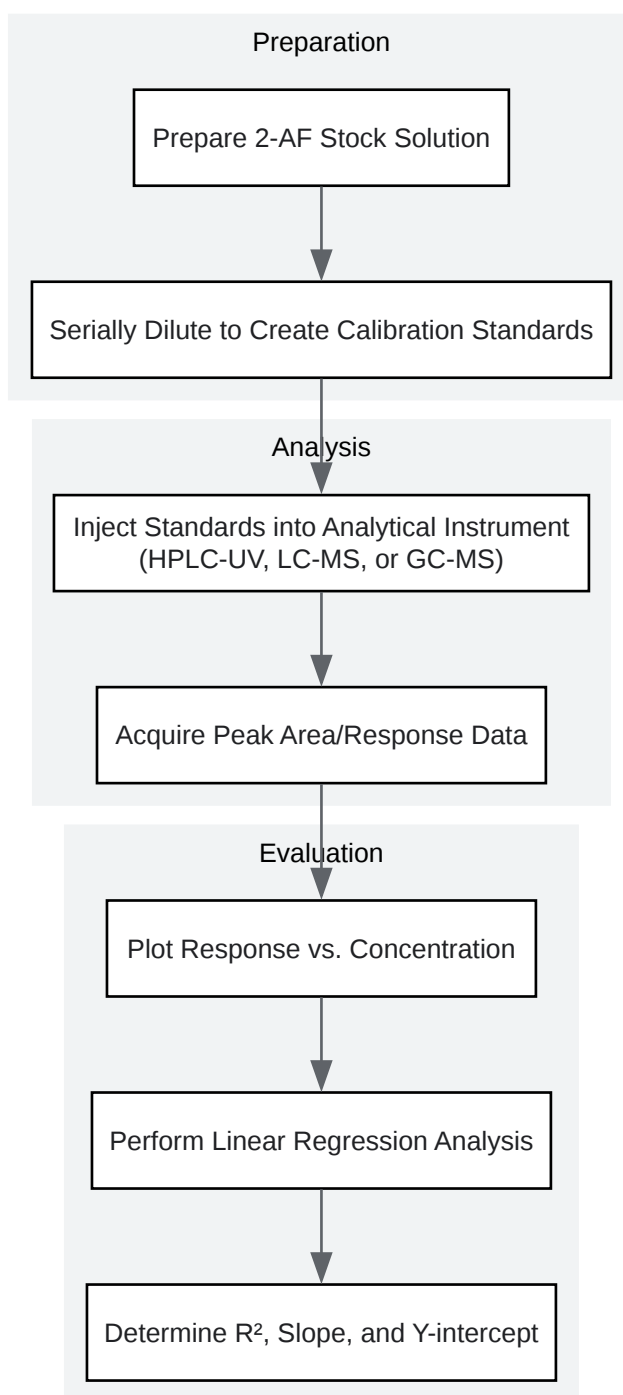 Preparation
Prepare 2-AF Stock Solution
Serially Dilute to Create Calibration Standards
Analysis
Inject Standards into Analytical Instrument
(HPLC-UV, LC-MS, or GC-MS)
Acquire Peak Area/Response Data
Evaluation
Plot Response vs. Concentration
Perform Linear Regression Analysis
Determine R², Slope, and Y-intercept